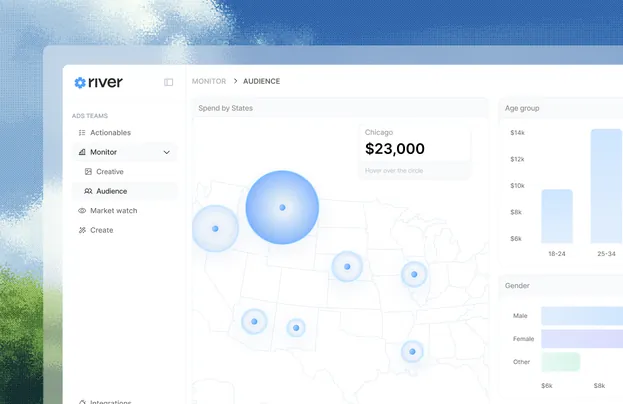 river
MONITOR > AUDIENCE
ADS TEAMS
Actionables
Monitor
Creative
Audience
Market watch
Create
Integrations
Spend by States
Chicago
$23,000
Hover over the circle
Age group
$14k
$12k
$10k
$8k
$6k
18-24
25-34
Gender
Male
Female
Other
$6k
$8k